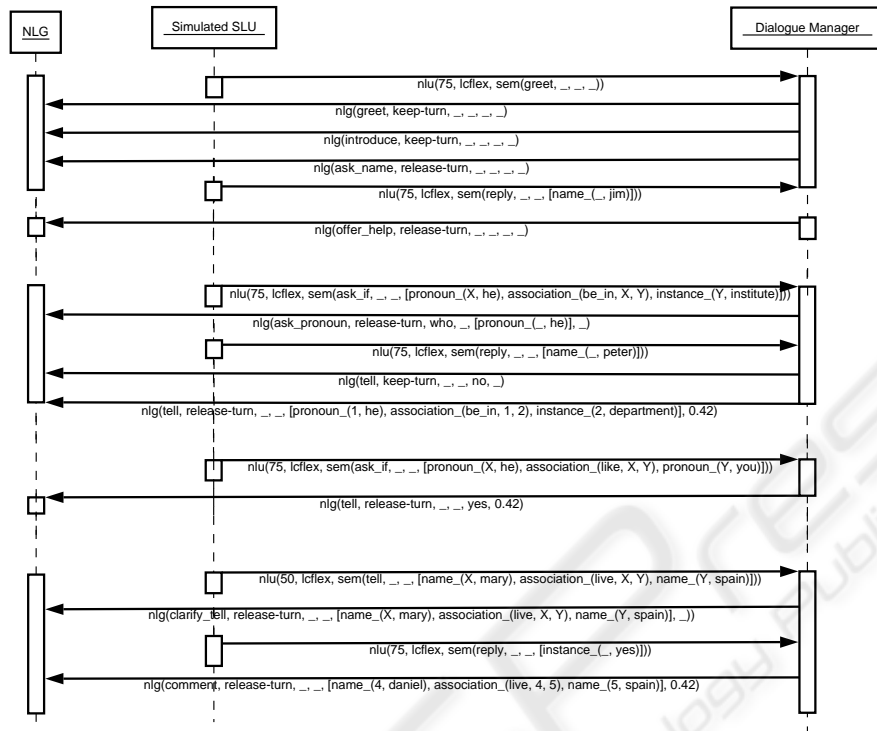 NLG
Simulated SLU
Dialogue Manager
nlu(75, lcflex, sem(greet, _, _, _))
nlg(greet, keep-turn, _, _, _, _)
nlg(introduce, keep-turn, _, _, _, _)
nlg(ask_name, release-turn, _, _, _, _)
nlu(75, lcflex, sem(reply, _, _, [name_(_, jim)]))
nlg(offer_help, release-turn, _, _, _, _)
nlu(75, lcflex, sem(ask_if, _, _, [pronoun_(X, he), association_(be_in, X, Y), instance_(Y, institute)]))
nlg(ask_pronoun, release-turn, who, _, [pronoun_(_, he)], _)
nlu(75, lcflex, sem(reply, _, _, [name_(_, peter)]))
nlg(tell, keep-turn, _, _, no, _)
nlg(tell, release-turn, _, _, [pronoun_(1, he), association_(be_in, 1, 2), instance_(2, department)], 0.42)
nlu(75, lcflex, sem(ask_if, _, _, [pronoun_(X, he), association_(like, X, Y), pronoun_(Y, you)]))
nlg(tell, release-turn, _, _, yes, 0.42)
nlu(50, lcflex, sem(tell, _, _, [name_(X, mary), association_(live, X, Y), name_(Y, spain)]))
nlg(clarify_tell, release-turn, _, _, [name_(X, mary), association_(live, X, Y), name_(Y, spain)], _))
nlu(75, lcflex, sem(reply, _, _, [instance_(_, yes)]))
nlg(comment, release-turn, _, _, [name_(4, daniel), association_(live, 4, 5), name_(5, spain)], 0.42)